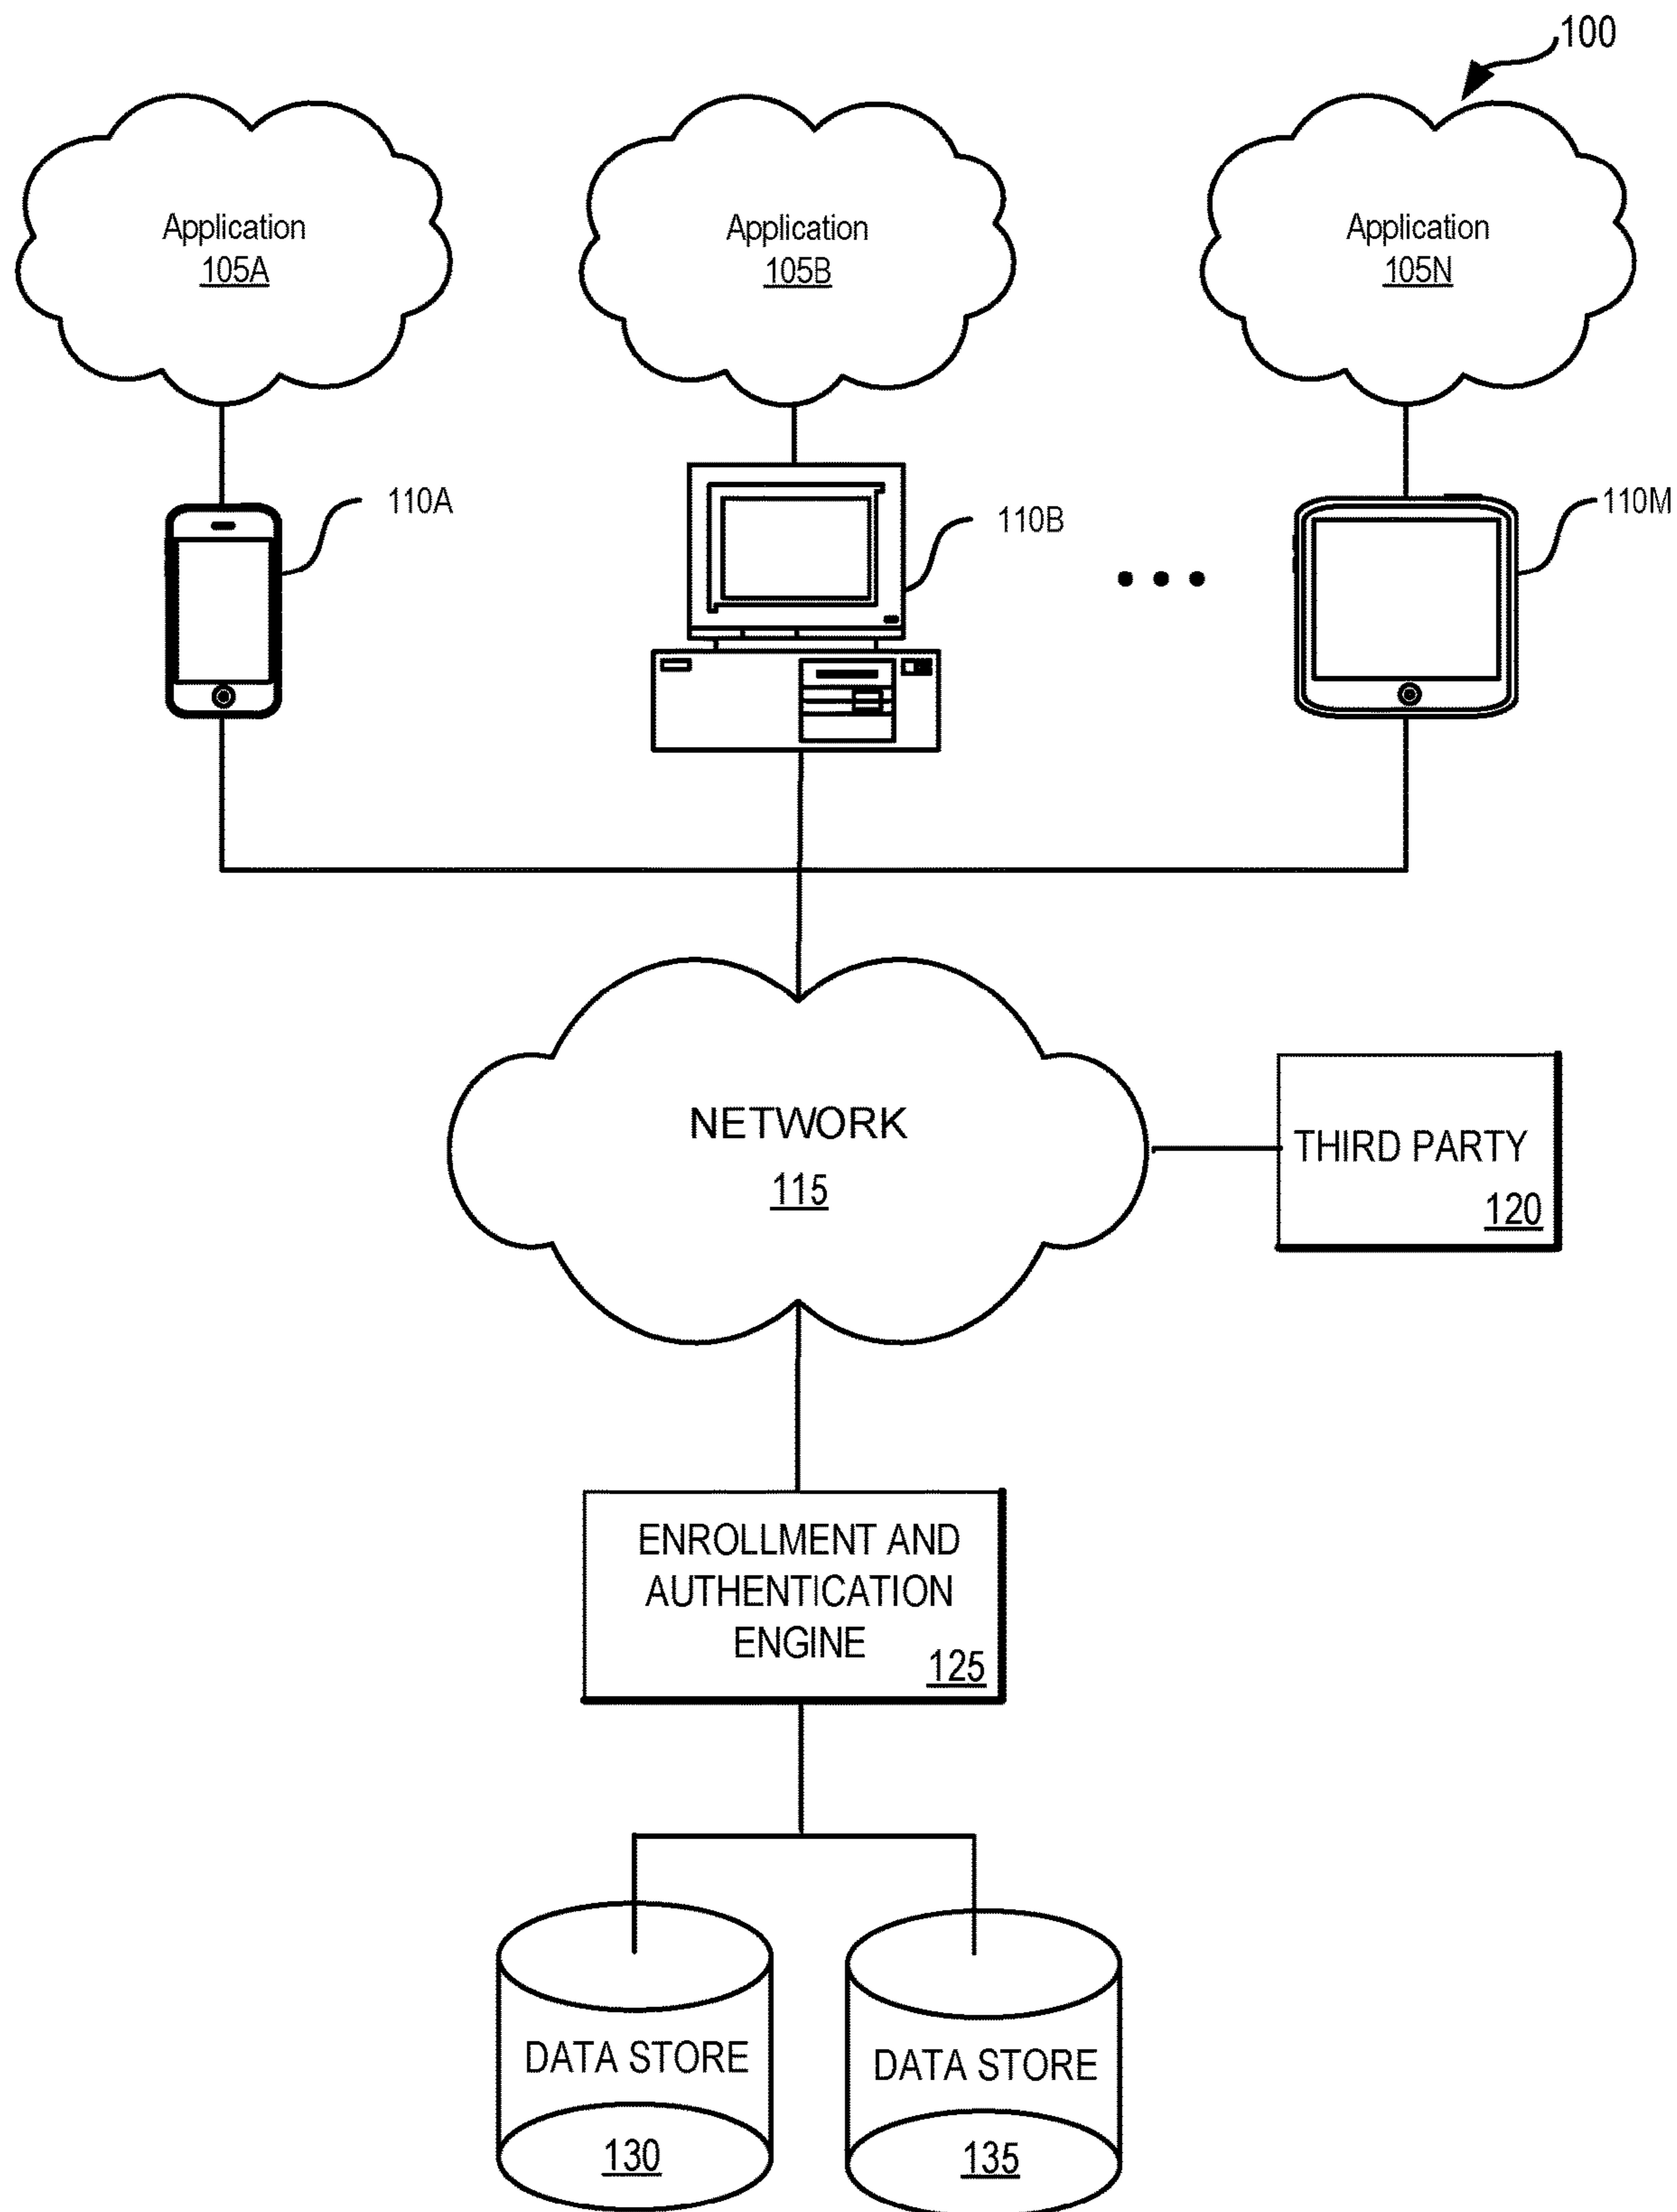 100
Application
105A
Application
105B
Application
105N
110A
110B
110M
NETWORK
115
THIRD PARTY
120
ENROLLMENT AND
AUTHENTICATION
ENGINE
125
DATA STORE
130
DATA STORE
135